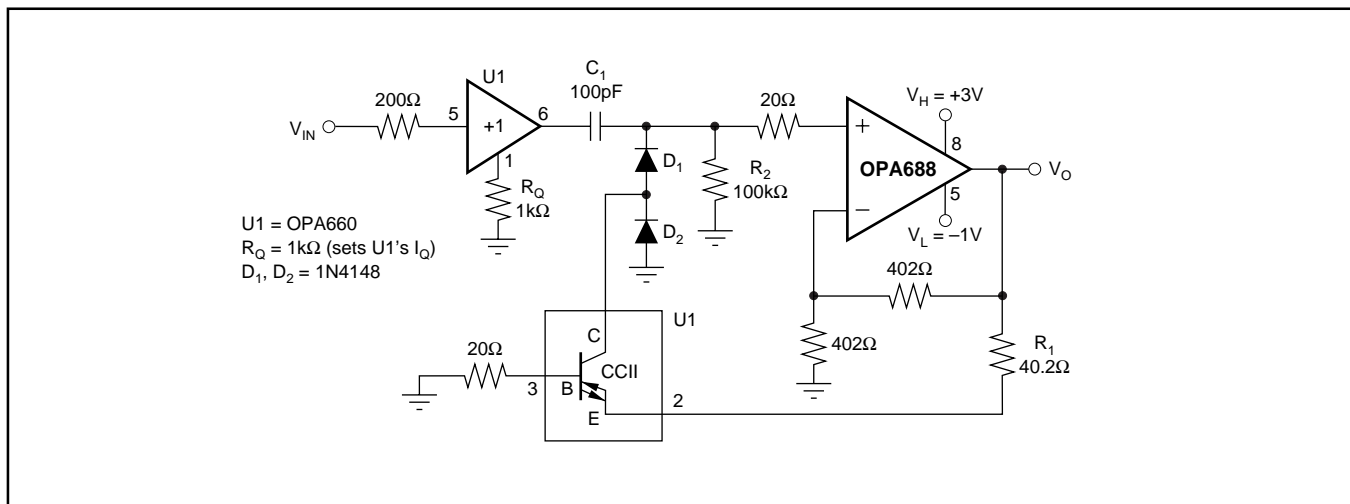 U1
C1
100pF
200Ω
VIN
5
+1
6
1
RQ
1kΩ
D1
D2
R2
100kΩ
20Ω
+
−
OPA688
VH = +3V
8
5
VL = –1V
VO
U1 = OPA660
RQ = 1kΩ (sets U1's IQ)
D1, D2 = 1N4148
402Ω
402Ω
R1
40.2Ω
U1
C
CCII
B
E
20Ω
3
2